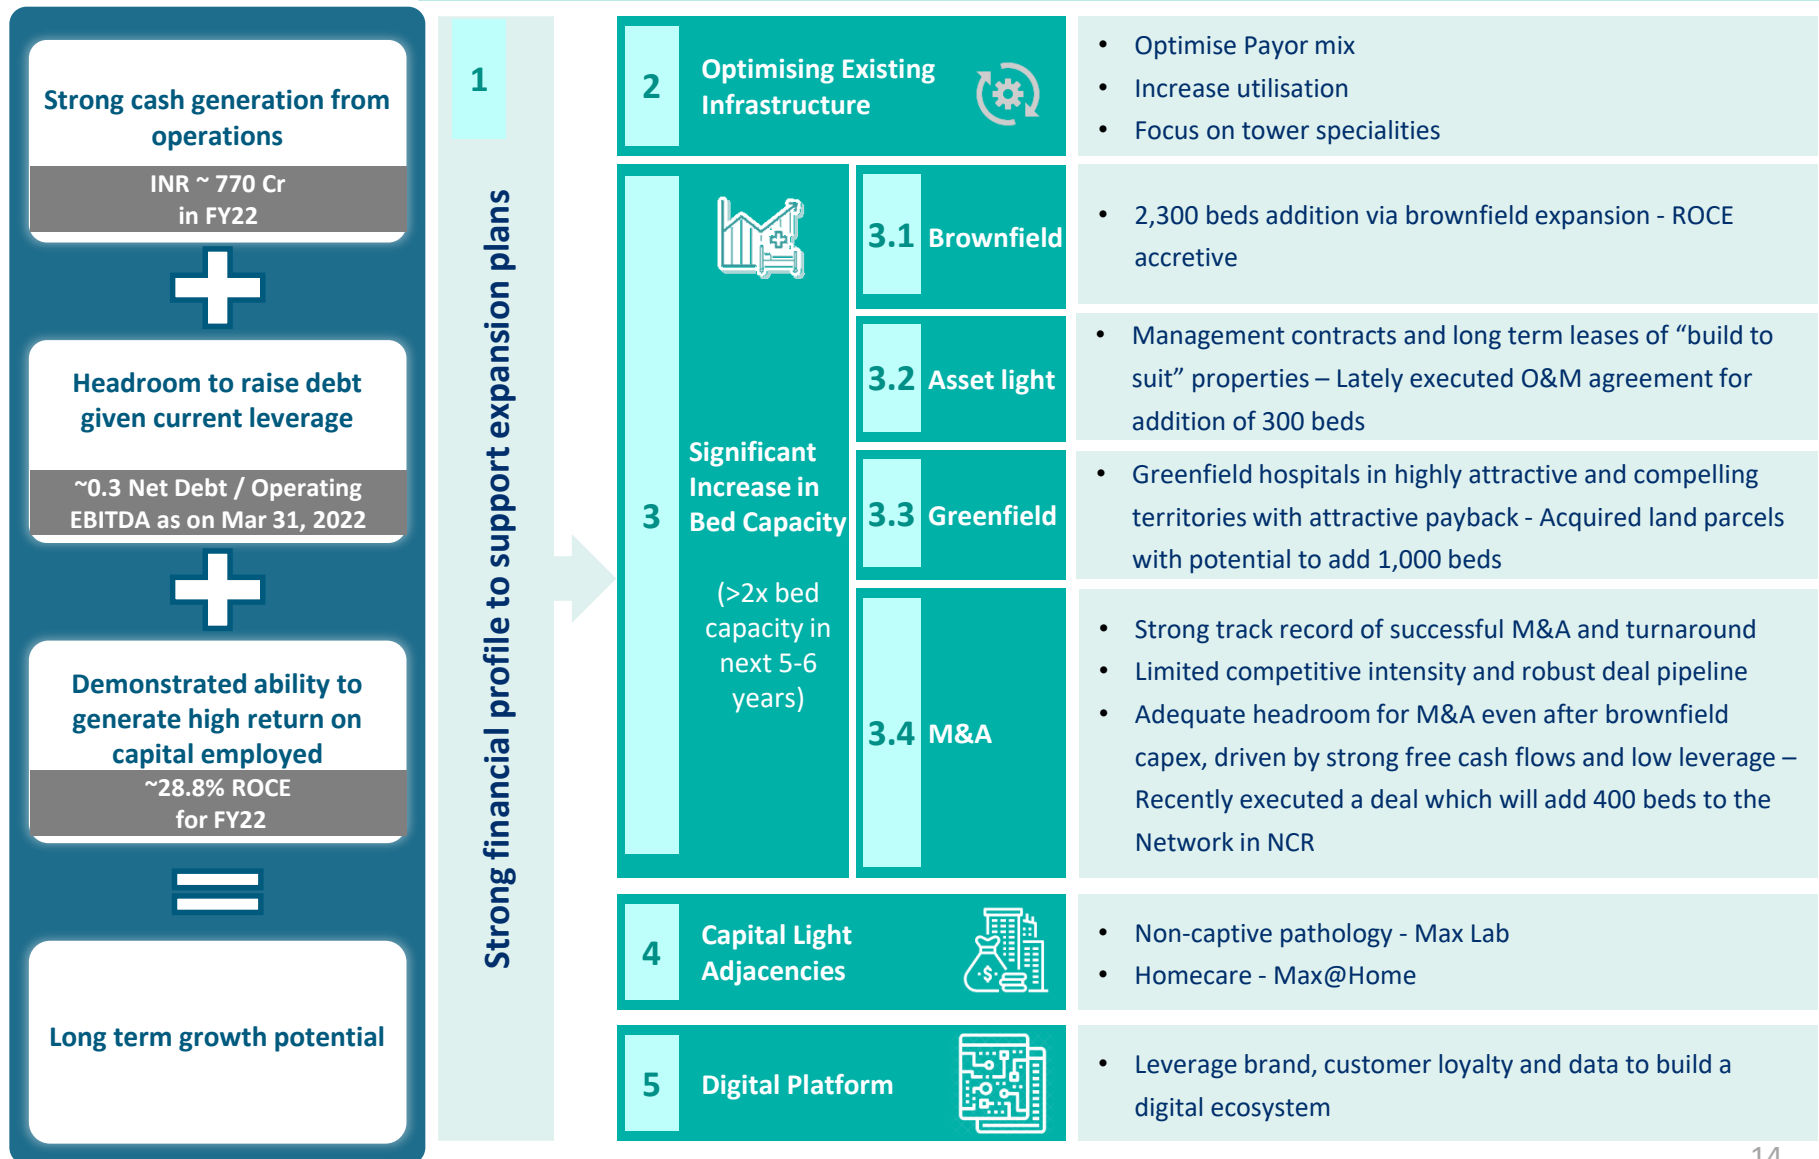 Strong cash generation from
operations
INR ~ 770 Cr
in FY22
Headroom to raise debt
given current leverage
~0.3 Net Debt / Operating
EBITDA as on Mar 31, 2022
Demonstrated ability to
generate high return on
capital employed
~28.8% ROCE
for FY22
Long term growth potential
1
Strong financial profile to support expansion plans
2
Optimising Existing
Infrastructure
• Optimise Payor mix
• Increase utilisation
• Focus on tower specialities
3
Significant
Increase in
Bed Capacity
(>2x bed
capacity in
next 5-6
years)
3.1 Brownfield
• 2,300 beds addition via brownfield expansion - ROCE
accretive
3.2 Asset light
• Management contracts and long term leases of “build to
suit” properties – Lately executed O&M agreement for
addition of 300 beds
3.3 Greenfield
• Greenfield hospitals in highly attractive and compelling
territories with attractive payback - Acquired land parcels
with potential to add 1,000 beds
3.4 M&A
• Strong track record of successful M&A and turnaround
• Limited competitive intensity and robust deal pipeline
• Adequate headroom for M&A even after brownfield
capex, driven by strong free cash flows and low leverage –
Recently executed a deal which will add 400 beds to the
Network in NCR
4
Capital Light
Adjacencies
• Non-captive pathology - Max Lab
• Homecare - Max@Home
5
Digital Platform
• Leverage brand, customer loyalty and data to build a
digital ecosystem
14